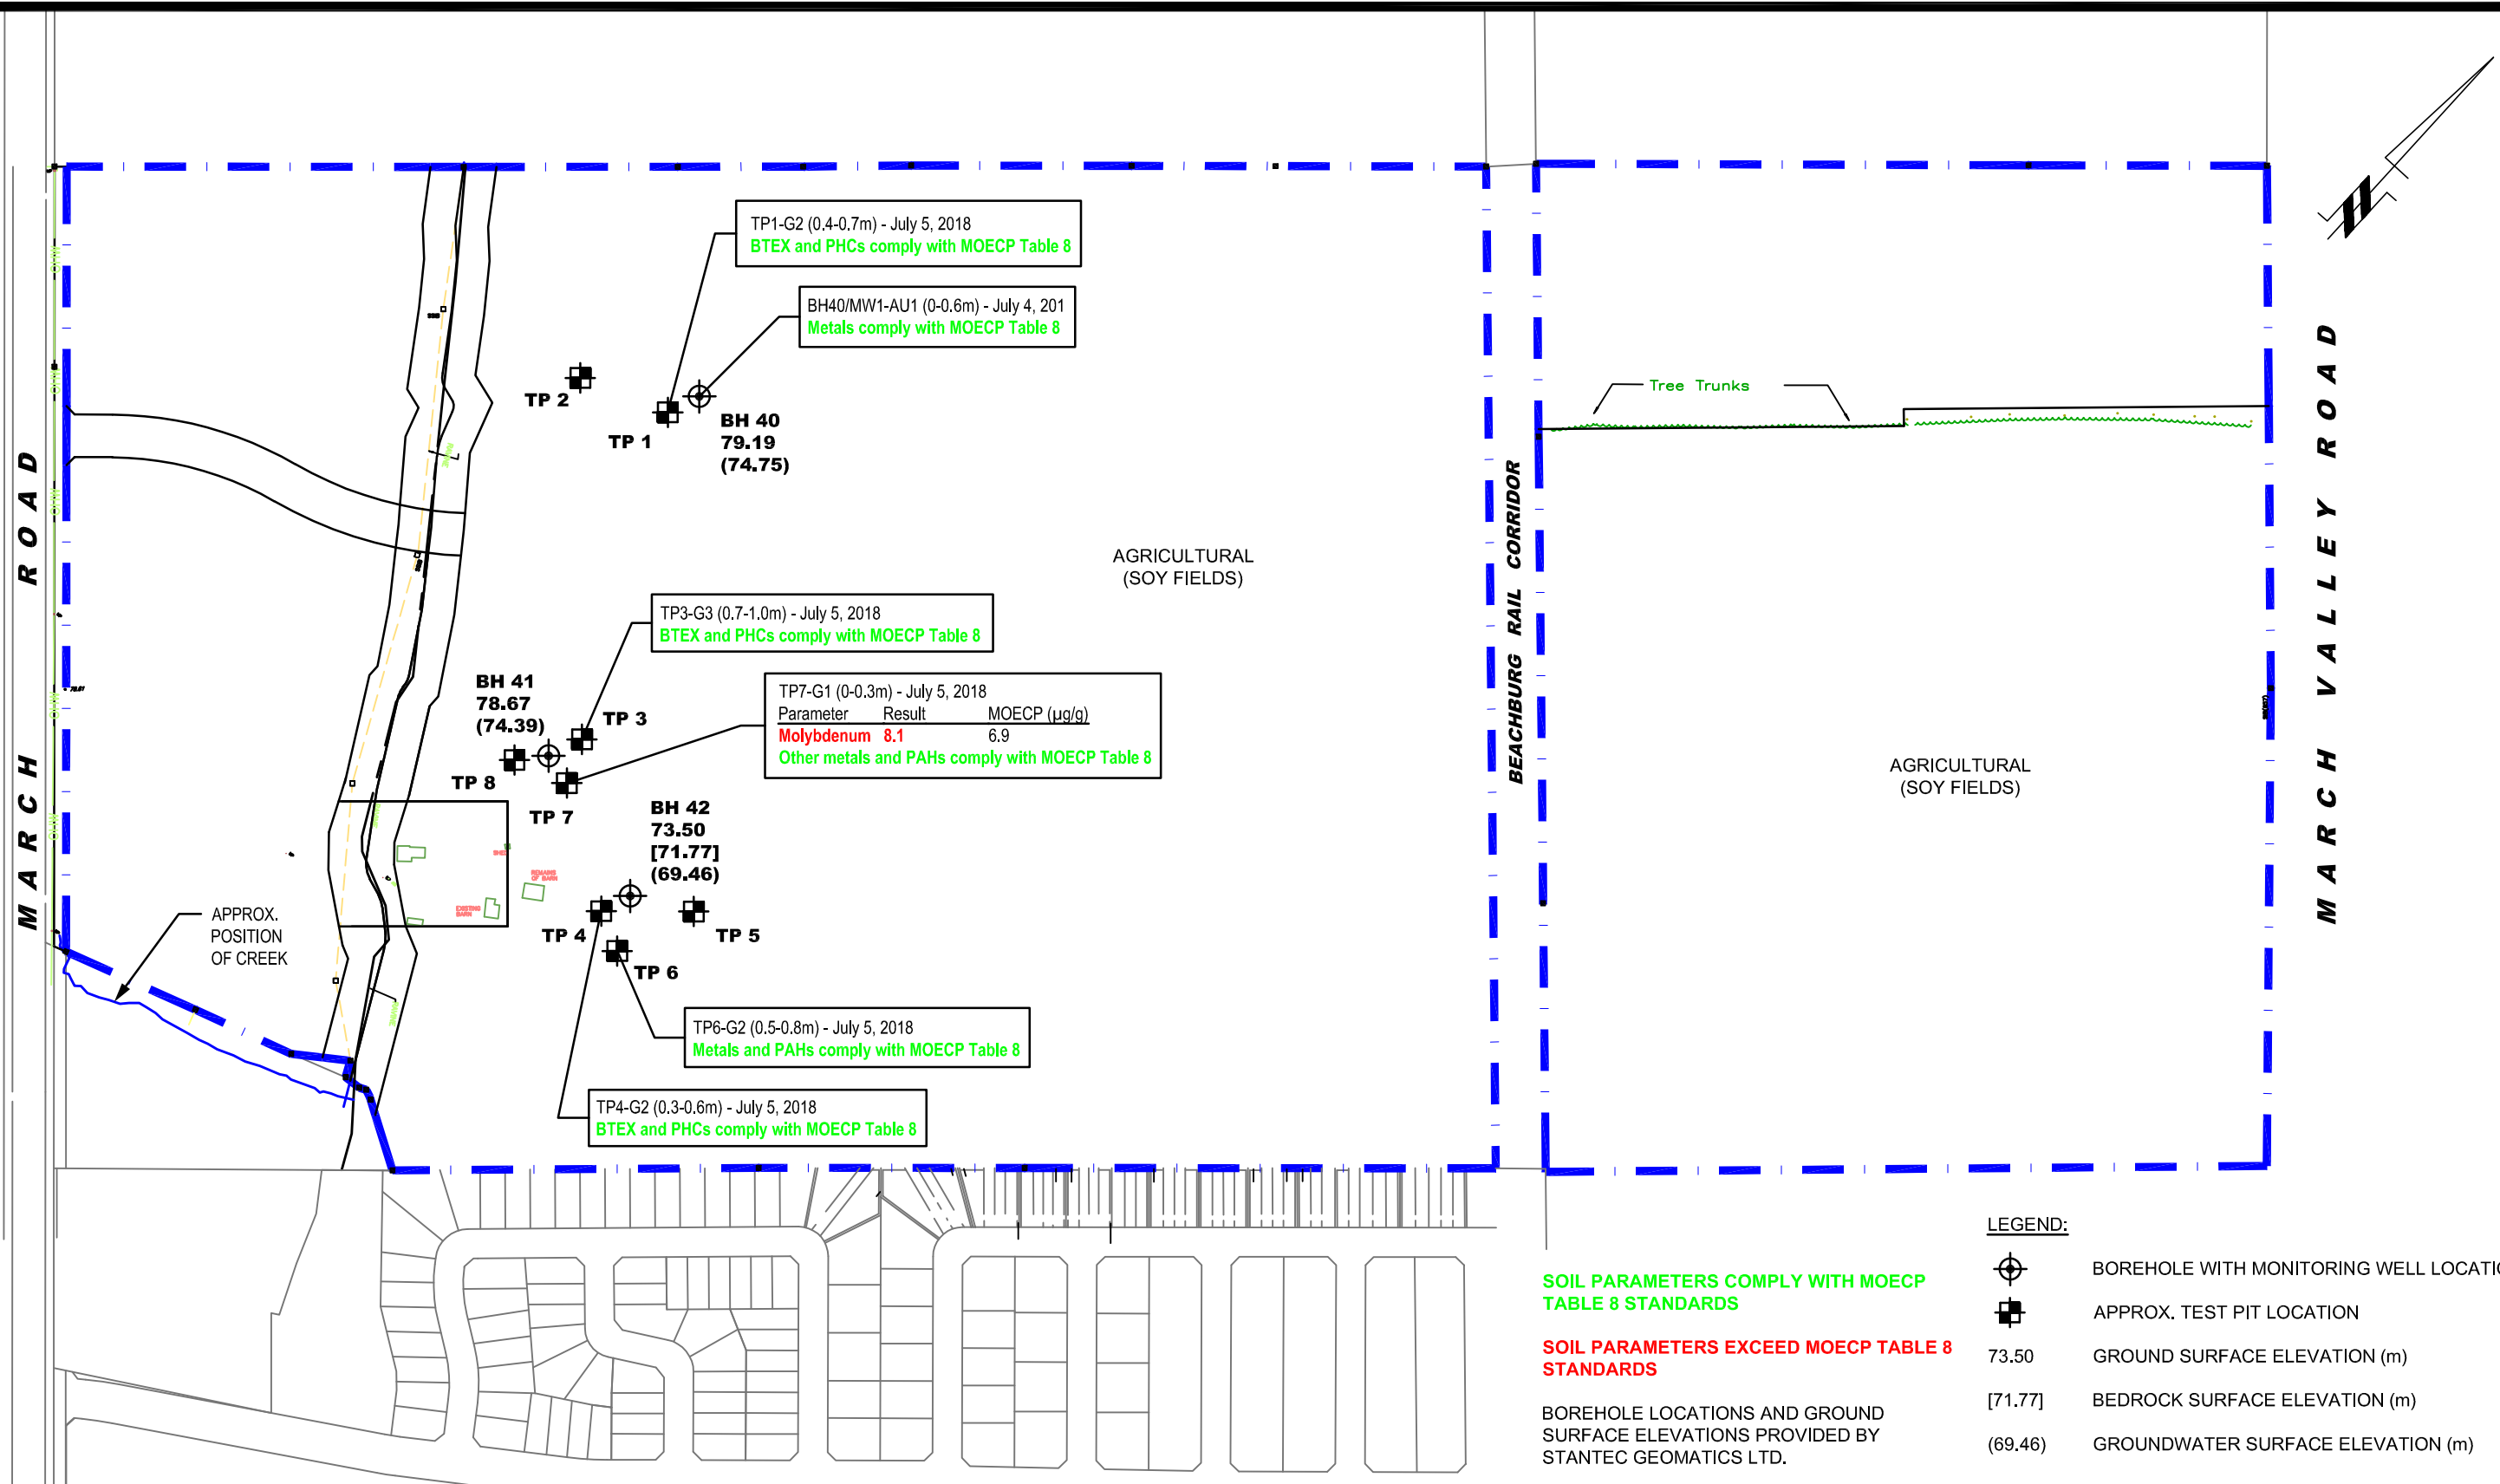 TP1-G2 (0.4-0.7m) - July 5, 2018
BTEX and PHCs comply with MOECP Table 8
BH40/MW1-AU1 (0-0.6m) - July 4, 201
Metals comply with MOECP Table 8
TP 2
TP 1
BH 40
79.19
(74.75)
Tree Trunks
MARCH ROAD
BEACHBURG RAIL CORRIDOR
MARCH VALLEY ROAD
AGRICULTURAL
(SOY FIELDS)
TP3-G3 (0.7-1.0m) - July 5, 2018
BTEX and PHCs comply with MOECP Table 8
BH 41
78.67
(74.39)
TP 3
TP 8
TP 7
TP7-G1 (0-0.3m) - July 5, 2018
Parameter Result MOECP (µg/g)
Molybdenum 8.1 6.9
Other metals and PAHs comply with MOECP Table 8
AGRICULTURAL
(SOY FIELDS)
BH 42
73.50
[71.77]
(69.46)
REMAINS
OF BARN
EXISTING
BARN
TP 4
TP 5
TP 6
APPROX.
POSITION
OF CREEK
TP6-G2 (0.5-0.8m) - July 5, 2018
Metals and PAHs comply with MOECP Table 8
TP4-G2 (0.3-0.6m) - July 5, 2018
BTEX and PHCs comply with MOECP Table 8
SOIL PARAMETERS COMPLY WITH MOECP
TABLE 8 STANDARDS
SOIL PARAMETERS EXCEED MOECP TABLE 8
STANDARDS
BOREHOLE LOCATIONS AND GROUND
SURFACE ELEVATIONS PROVIDED BY
STANTEC GEOMATICS LTD.
LEGEND:
BOREHOLE WITH MONITORING WELL LOCATIO
APPROX. TEST PIT LOCATION
73.50 GROUND SURFACE ELEVATION (m)
[71.77] BEDROCK SURFACE ELEVATION (m)
(69.46) GROUNDWATER SURFACE ELEVATION (m)